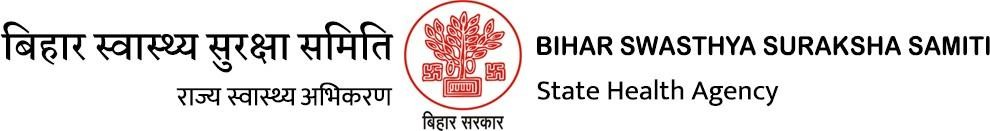 बिहार स्वास्थ्य सुरक्षा समिति
राज्य स्वास्थ्य अभिकरण
बिहार सरकार
BIHAR SWASTHYA SURAKSHA SAMITI
State Health Agency